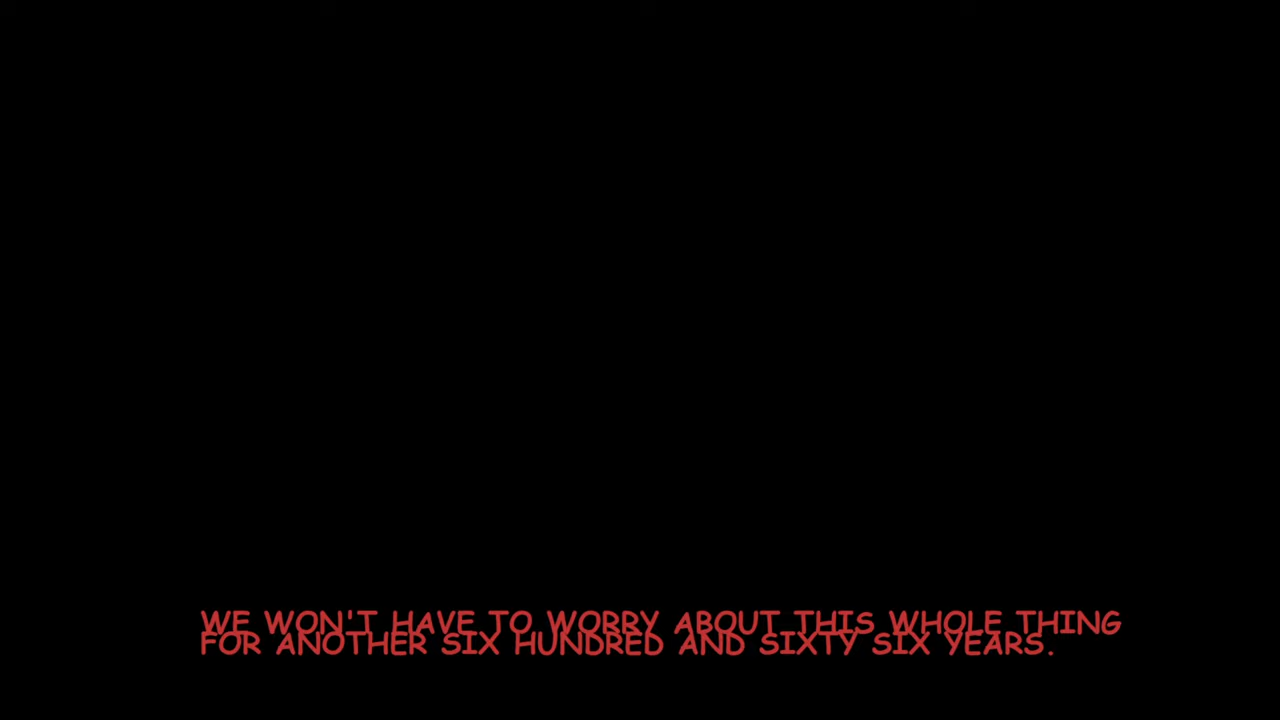 WE WON'T HAVE TO WORRY ABOUT THIS WHOLE THING
FOR ANOTHER SIX HUNDRED AND SIXTY SIX YEARS.